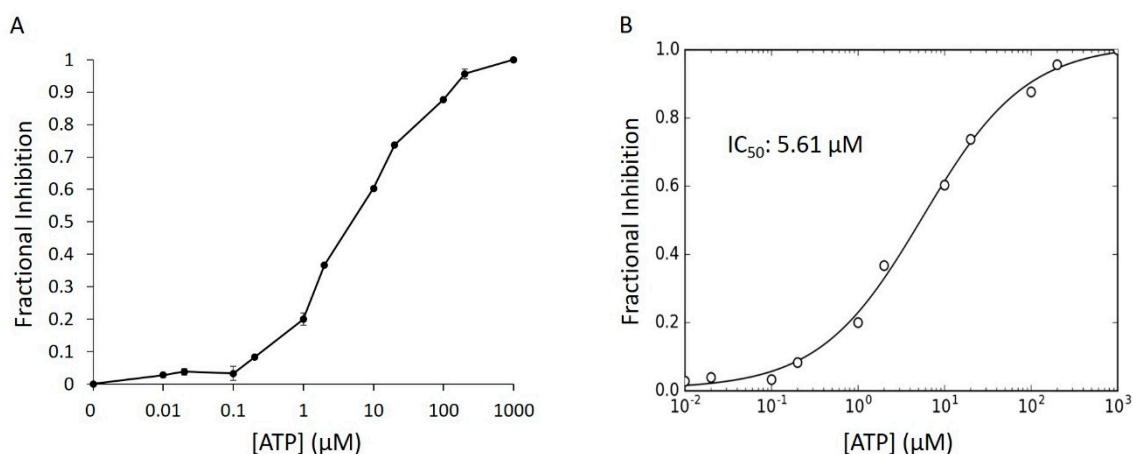 A
Fractional Inhibition
1
0.9
0.8
0.7
0.6
0.5
0.4
0.3
0.2
0.1
0
0 0.01 0.1 1 10 100 1000
[ATP] (µM)
B
Fractional Inhibition
1.0
0.8
0.6
0.4
0.2
0.0
IC₅₀: 5.61 µM
10⁻² 10⁻¹ 10⁰ 10¹ 10² 10³
[ATP] (µM)